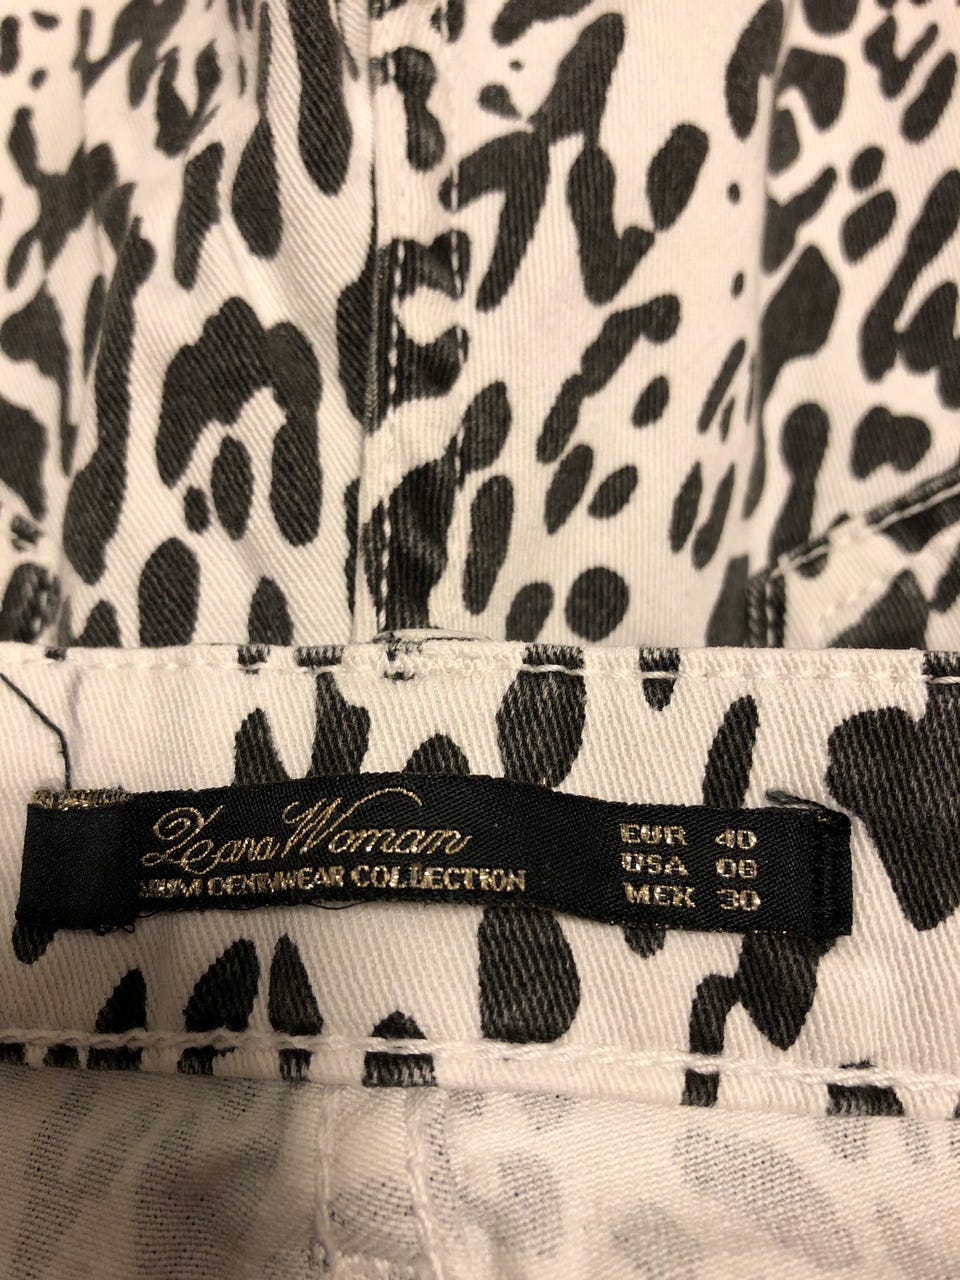 Zara Woman
DENIMWEAR COLLECTION
EUR 40
USA 08
MEX 30